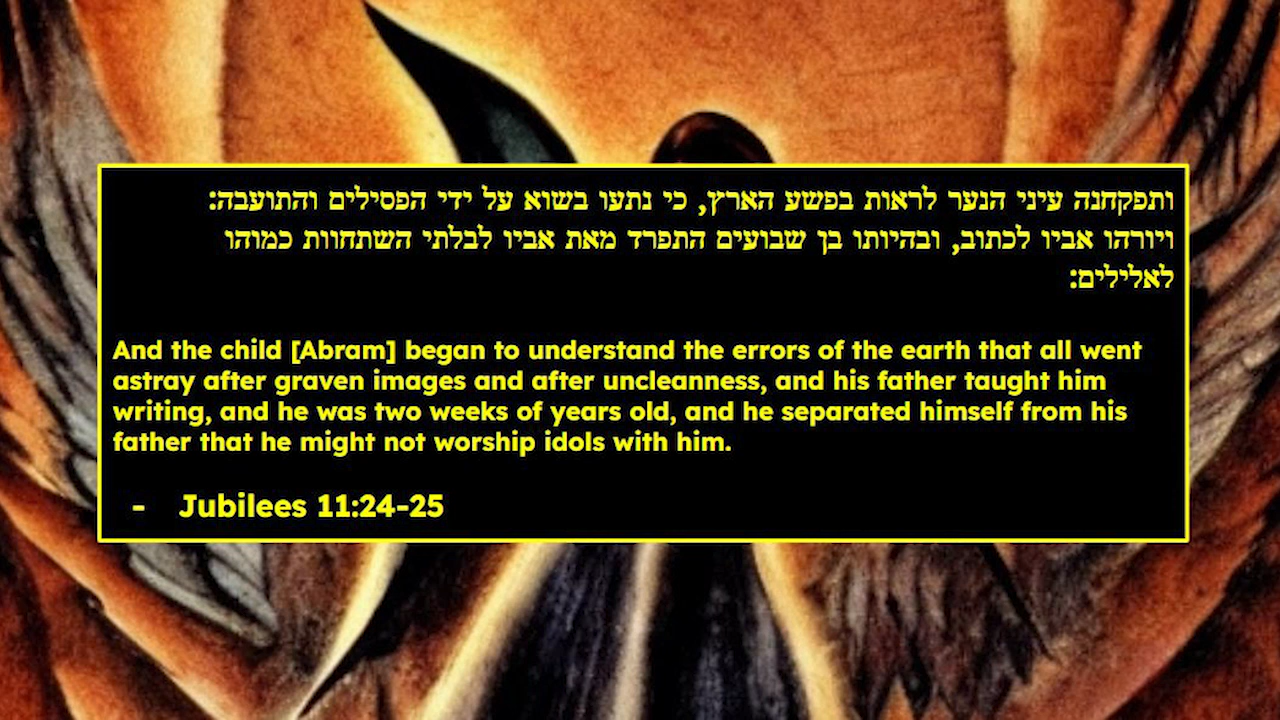 ותפקחנה עיני הנער לראות בפשע הארץ, כי נתעו בשוא על ידי הפסילים והתועבה:
ויורהו אביו לכתוב, ובהיותו בן שבועים התפרד מאת אביו לבלתי השתחוות כמוהו
לאלילים:
And the child [Abram] began to understand the errors of the earth that all went
astray after graven images and after uncleanness, and his father taught him
writing, and he was two weeks of years old, and he separated himself from his
father that he might not worship idols with him.
- Jubilees 11:24-25